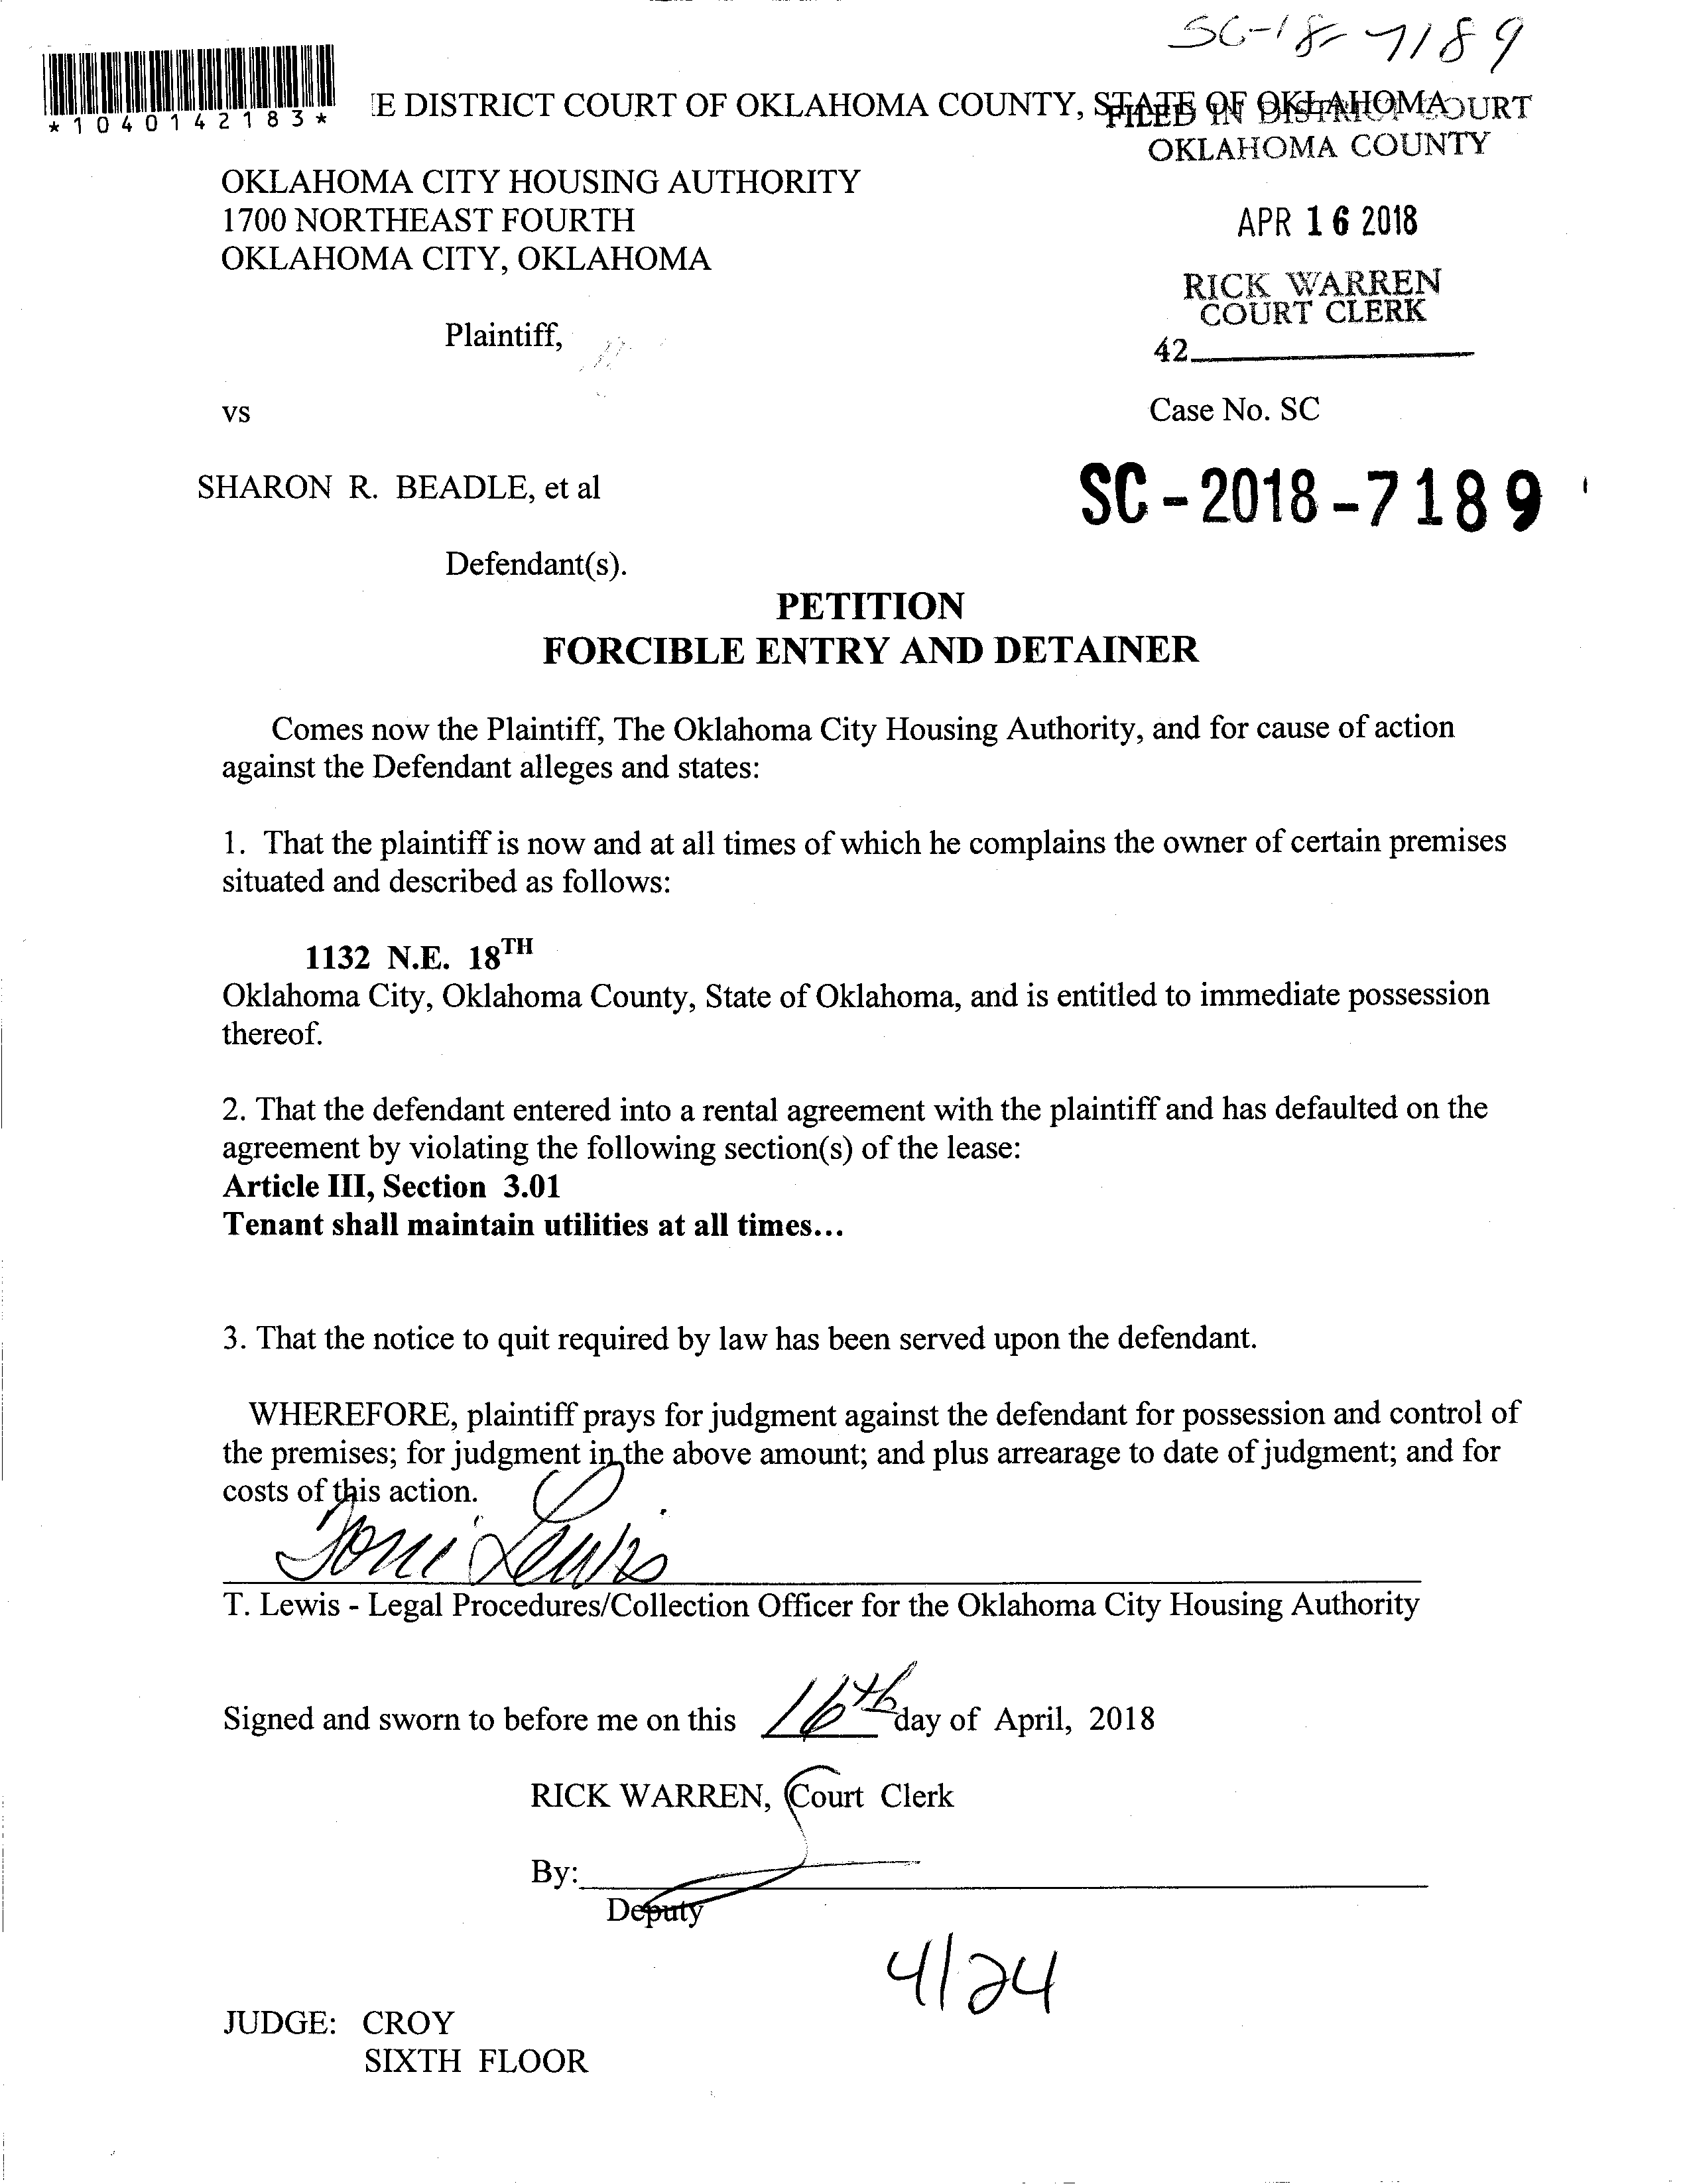 SC-18-7189
*1040142183*
E DISTRICT COURT OF OKLAHOMA COUNTY, STATE OF OKLAHOMA
FILED IN DISTRICT COURT
OKLAHOMA COUNTY
OKLAHOMA CITY HOUSING AUTHORITY
1700 NORTHEAST FOURTH
OKLAHOMA CITY, OKLAHOMA
APR 16 2018
RICK WARREN
COURT CLERK
42
Plaintiff,
vs
Case No. SC
SHARON R. BEADLE, et al
SC-2018-7189
Defendant(s).
PETITION
FORCIBLE ENTRY AND DETAINER
Comes now the Plaintiff, The Oklahoma City Housing Authority, and for cause of action
against the Defendant alleges and states:
1. That the plaintiff is now and at all times of which he complains the owner of certain premises
situated and described as follows:
1132 N.E. 18TH
Oklahoma City, Oklahoma County, State of Oklahoma, and is entitled to immediate possession
thereof.
2. That the defendant entered into a rental agreement with the plaintiff and has defaulted on the
agreement by violating the following section(s) of the lease:
Article III, Section 3.01
Tenant shall maintain utilities at all times...
3. That the notice to quit required by law has been served upon the defendant.
WHEREFORE, plaintiff prays for judgment against the defendant for possession and control of
the premises; for judgment in the above amount; and plus arrearage to date of judgment; and for
costs of this action.
Toni Lewis
T. Lewis - Legal Procedures/Collection Officer for the Oklahoma City Housing Authority
Signed and sworn to before me on this 16th day of April, 2018
RICK WARREN, Court Clerk
By:
Deputy
4/24
JUDGE: CROY
SIXTH FLOOR